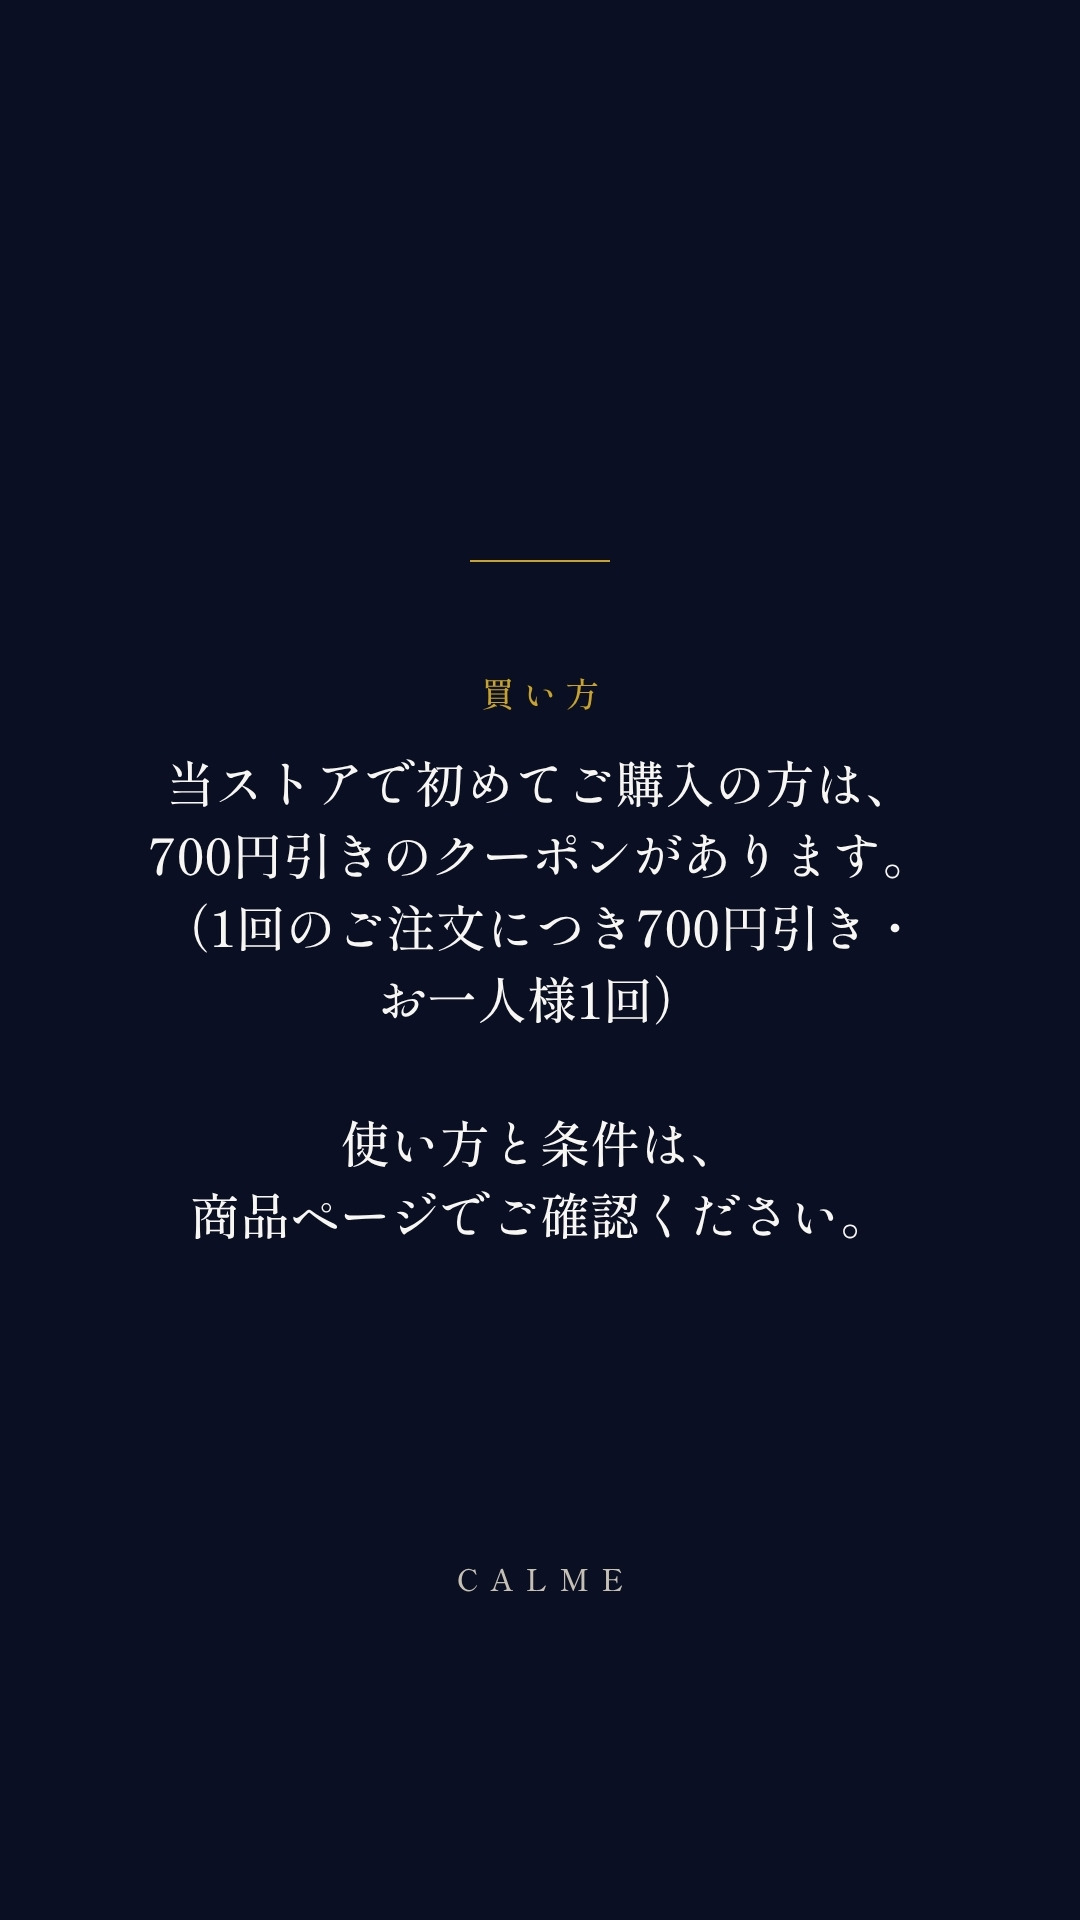 買い方
当ストアで初めてご購入の方は、
700円引きのクーポンがあります。
（1回のご注文につき700円引き・
お一人様1回）
使い方と条件は、
商品ページでご確認ください。
CALME